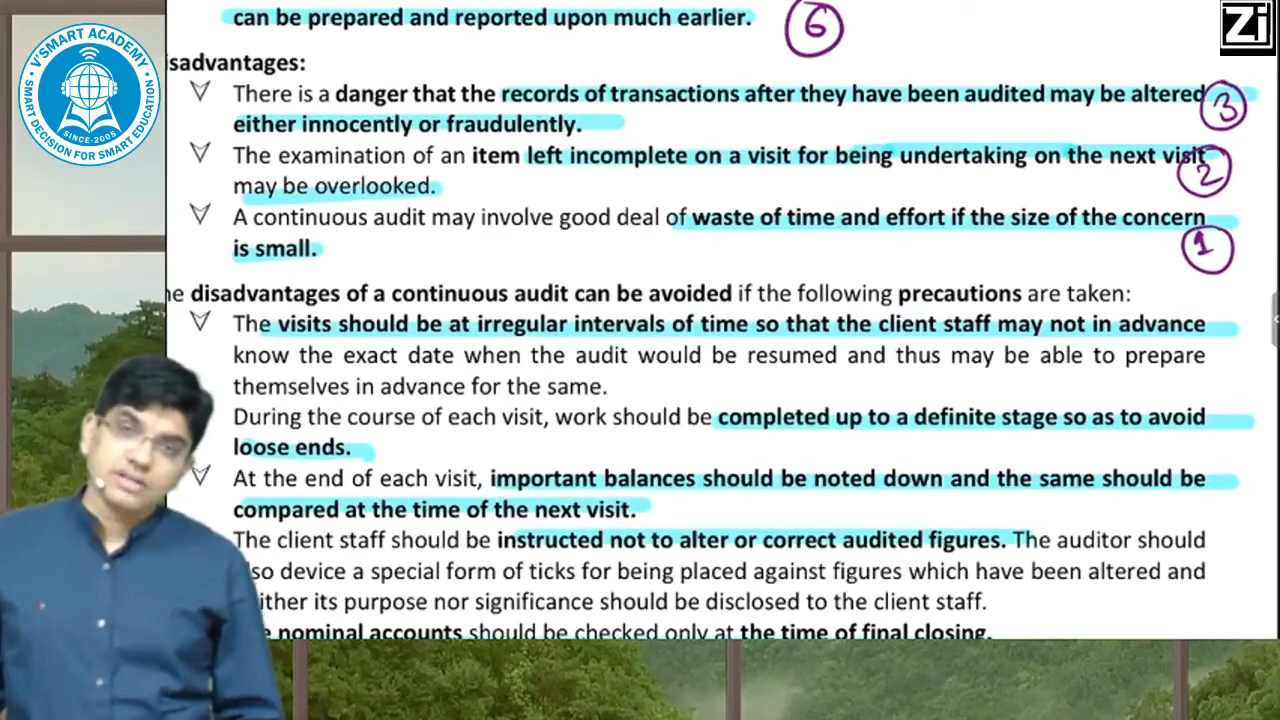 can be prepared and reported upon much earlier.
6
Zi
V'SMART ACADEMY
SINCE-2005
SMART DECISION FOR SMART EDUCATION
isadvantages:
There is a danger that the records of transactions after they have been audited may be altered
3
either innocently or fraudulently.
The examination of an item left incomplete on a visit for being undertaking on the next visit
2
may be overlooked.
A continuous audit may involve good deal of waste of time and effort if the size of the concern
1
is small.
e disadvantages of a continuous audit can be avoided if the following precautions are taken:
The visits should be at irregular intervals of time so that the client staff may not in advance
know the exact date when the audit would be resumed and thus may be able to prepare
themselves in advance for the same.
During the course of each visit, work should be completed up to a definite stage so as to avoid
loose ends.
At the end of each visit, important balances should be noted down and the same should be
compared at the time of the next visit.
The client staff should be instructed not to alter or correct audited figures. The auditor should
so device a special form of ticks for being placed against figures which have been altered and
ither its purpose nor significance should be disclosed to the client staff.
e nominal accounts should be checked only at the time of final closing.